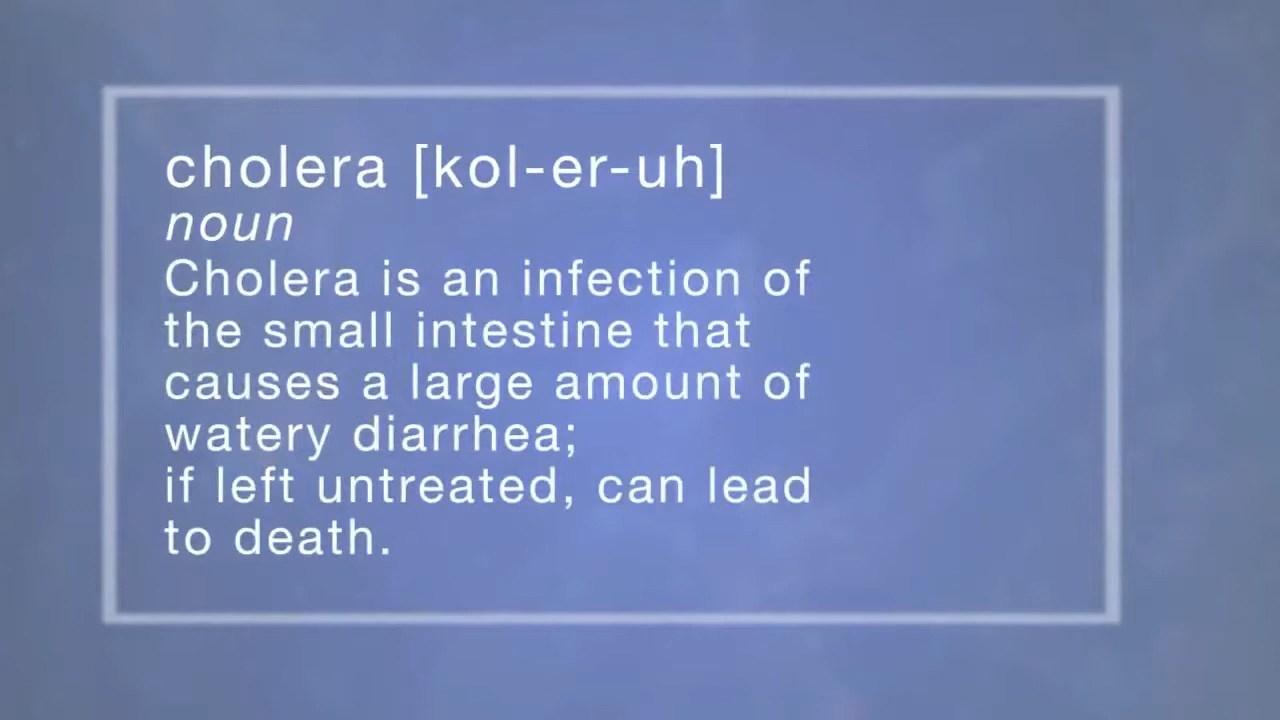 cholera [kol-er-uh]
noun
Cholera is an infection of
the small intestine that
causes a large amount of
watery diarrhea;
if left untreated, can lead
to death.